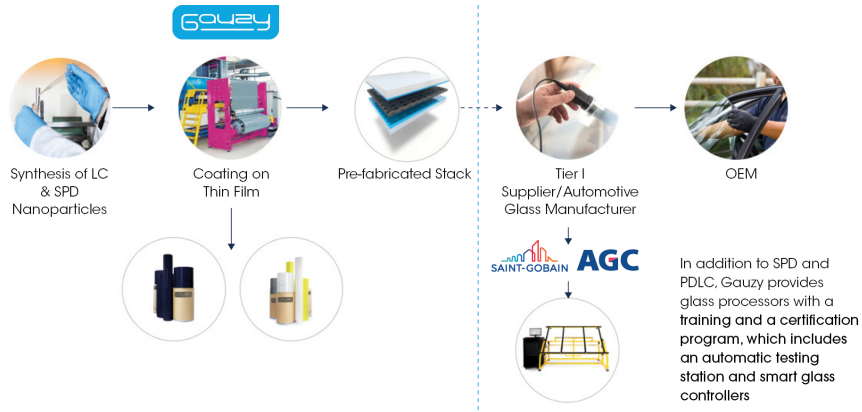 Gauzy
Synthesis of LC
& SPD
Nanoparticles
Coating on
Thin Film
Pre-fabricated Stack
Tier I
Supplier/Automotive
Glass Manufacturer
OEM
SAINT-GOBAIN
AGC
In addition to SPD and
PDLC, Gauzy provides
glass processors with a
training and a certification
program, which includes
an automatic testing
station and smart glass
controllers